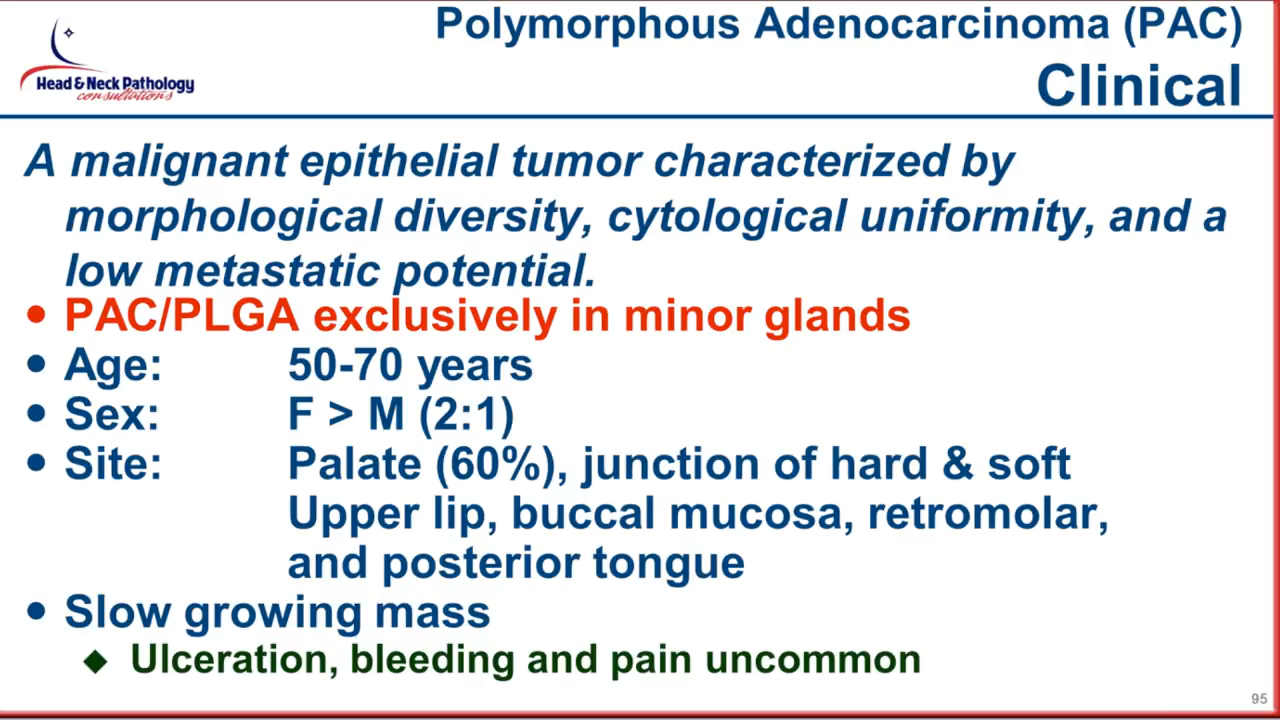 Polymorphous Adenocarcinoma (PAC)
Clinical
Head & Neck Pathology
consultations
A malignant epithelial tumor characterized by
morphological diversity, cytological uniformity, and a
low metastatic potential.
• PAC/PLGA exclusively in minor glands
• Age: 50-70 years
• Sex: F > M (2:1)
• Site: Palate (60%), junction of hard & soft
Upper lip, buccal mucosa, retromolar,
and posterior tongue
• Slow growing mass
◆ Ulceration, bleeding and pain uncommon
95